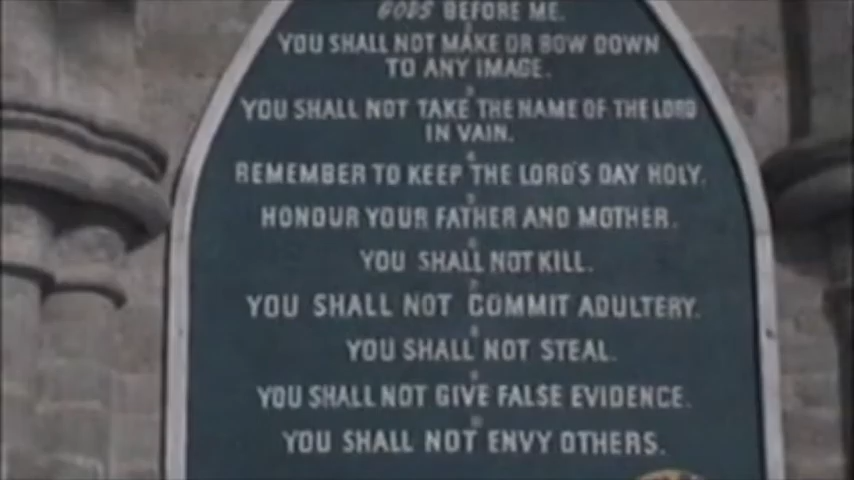 GODS BEFORE ME.
YOU SHALL NOT MAKE OR BOW DOWN
TO ANY IMAGE.
YOU SHALL NOT TAKE THE NAME OF THE LORD
IN VAIN.
REMEMBER TO KEEP THE LORD'S DAY HOLY.
HONOUR YOUR FATHER AND MOTHER.
YOU SHALL NOT KILL.
YOU SHALL NOT COMMIT ADULTERY.
YOU SHALL NOT STEAL.
YOU SHALL NOT GIVE FALSE EVIDENCE.
YOU SHALL NOT ENVY OTHERS.